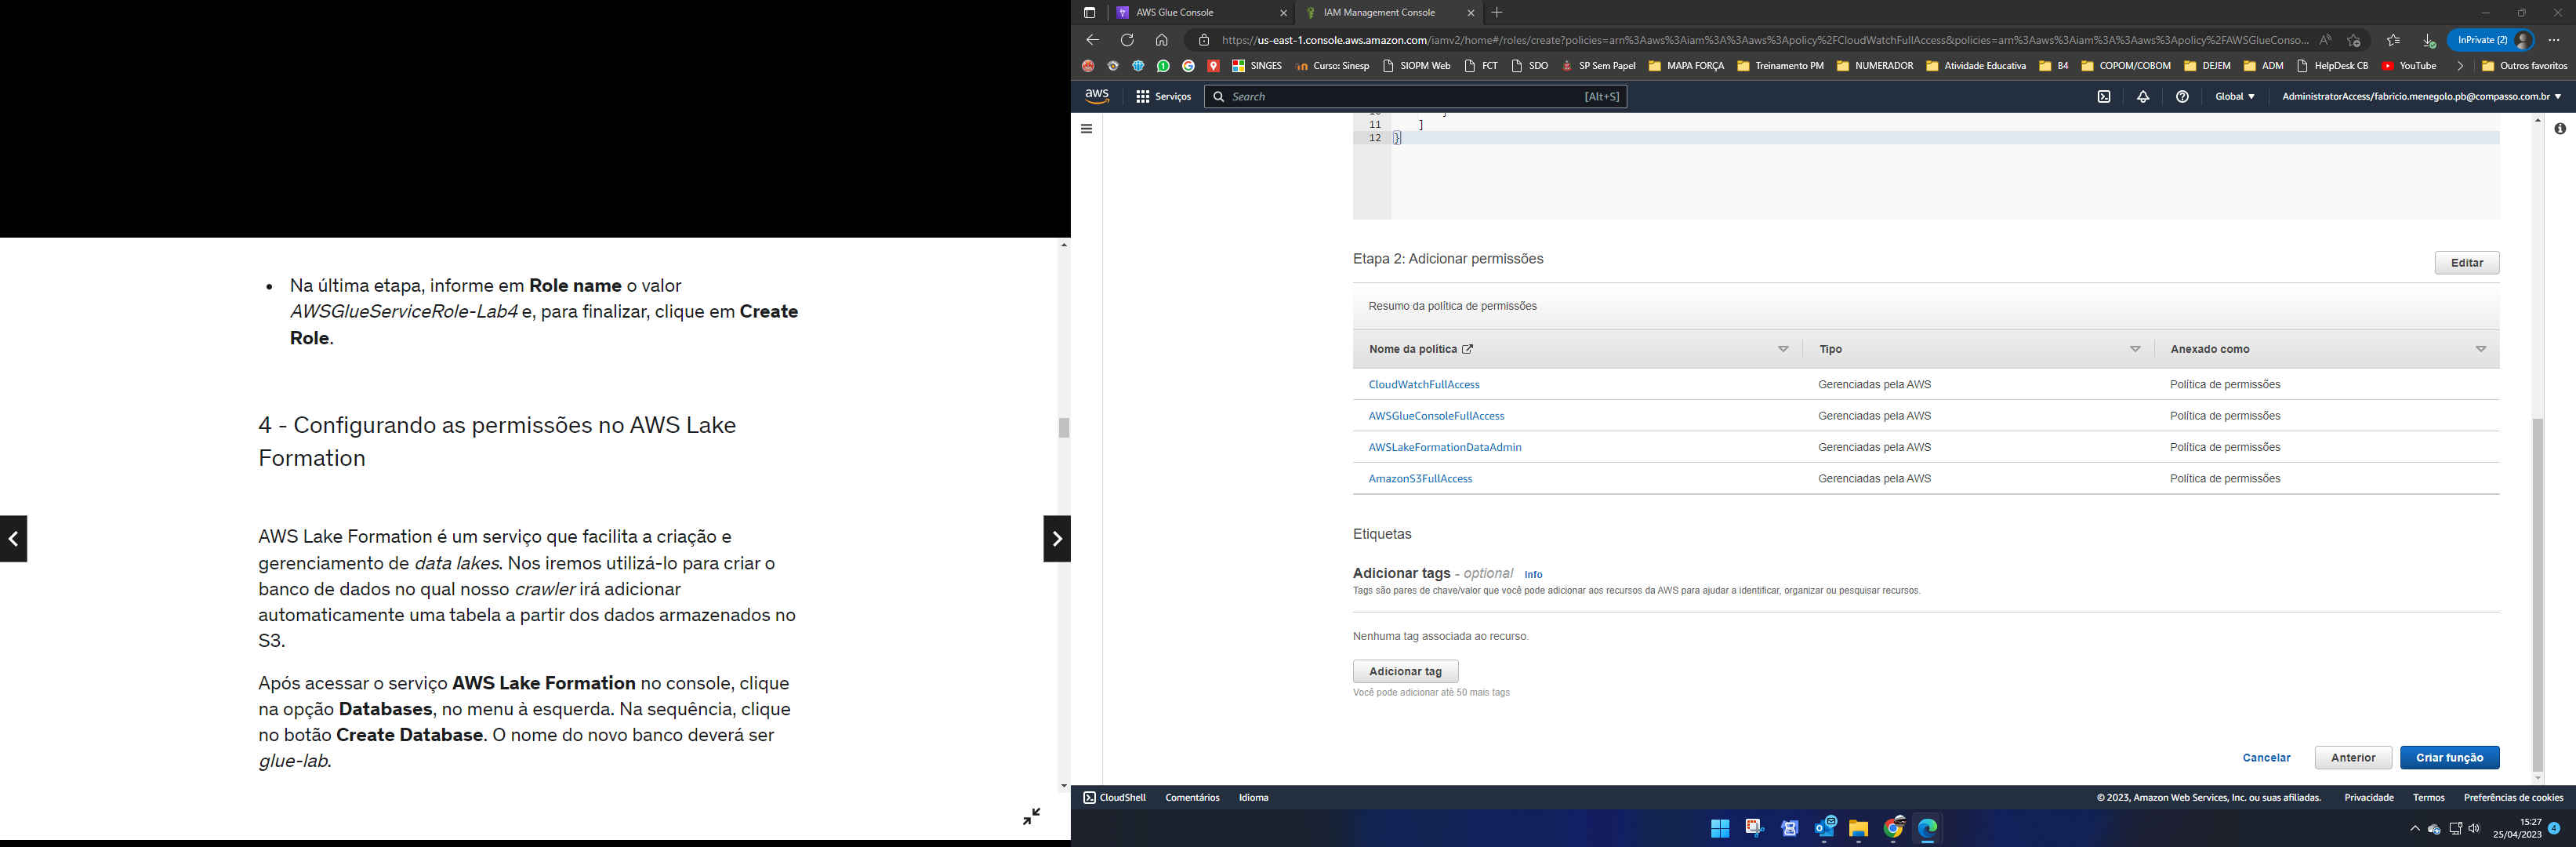 • Na última etapa, informe em Role name o valor
AWSGlueServiceRole-Lab4 e, para finalizar, clique em Create
Role.
4 - Configurando as permissões no AWS Lake
Formation
AWS Lake Formation é um serviço que facilita a criação e
gerenciamento de data lakes. Nos iremos utilizá-lo para criar o
banco de dados no qual nosso crawler irá adicionar
automaticamente uma tabela a partir dos dados armazenados no
S3.
Após acessar o serviço AWS Lake Formation no console, clique
na opção Databases, no menu à esquerda. Na sequência, clique
no botão Create Database. O nome do novo banco deverá ser
glue-lab.
AWS Glue Console
IAM Management Console
https://us-east-1.console.aws.amazon.com/iamv2/home#/roles/create?policies=arn%3Aaws%3Aiam%3A%3Aaws%3Apolicy%2FCloudWatchFullAccess&policies=arn%3Aaws%3Aiam%3A%3Aaws%3Apolicy%2FAWSGlueConso...
InPrivate (2)
SINGES
Curso: Sinesp
SIOPM Web
FCT
SDO
SP Sem Papel
MAPA FORÇA
Treinamento PM
NUMERADOR
Atividade Educativa
B4
COPOM/COBOM
DEJEM
ADM
HelpDesk CB
YouTube
Outros favoritos
aws
Serviços
Search
[Alt+S]
Global
AdministratorAccess/fabricio.menegolo.pb@compasso.com.br
11 ]
12 }
Etapa 2: Adicionar permissões
Editar
Resumo da política de permissões
Nome da política Tipo Anexado como
CloudWatchFullAccess Gerenciadas pela AWS Política de permissões
AWSGlueConsoleFullAccess Gerenciadas pela AWS Política de permissões
AWSLakeFormationDataAdmin Gerenciadas pela AWS Política de permissões
AmazonS3FullAccess Gerenciadas pela AWS Política de permissões
Etiquetas
Adicionar tags - optional Info
Tags são pares de chave/valor que você pode adicionar aos recursos da AWS para ajudar a identificar, organizar ou pesquisar recursos.
Nenhuma tag associada ao recurso.
Adicionar tag
Você pode adicionar até 50 mais tags
Cancelar
Anterior
Criar função
CloudShell
Comentários
Idioma
© 2023, Amazon Web Services, Inc. ou suas afiliadas.
Privacidade
Termos
Preferências de cookies
15:27
25/04/2023
4